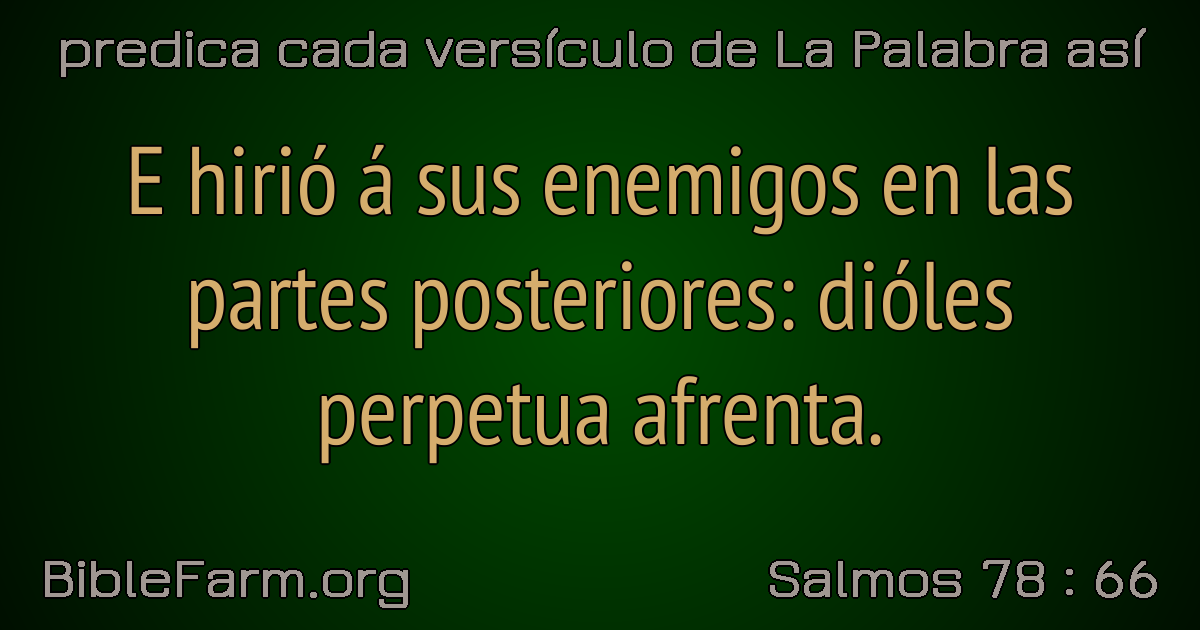 predica cada versículo de La Palabra así
E hirió á sus enemigos en las
partes posteriores: dióles
perpetua afrenta.
BibleFarm.org
Salmos 78 : 66